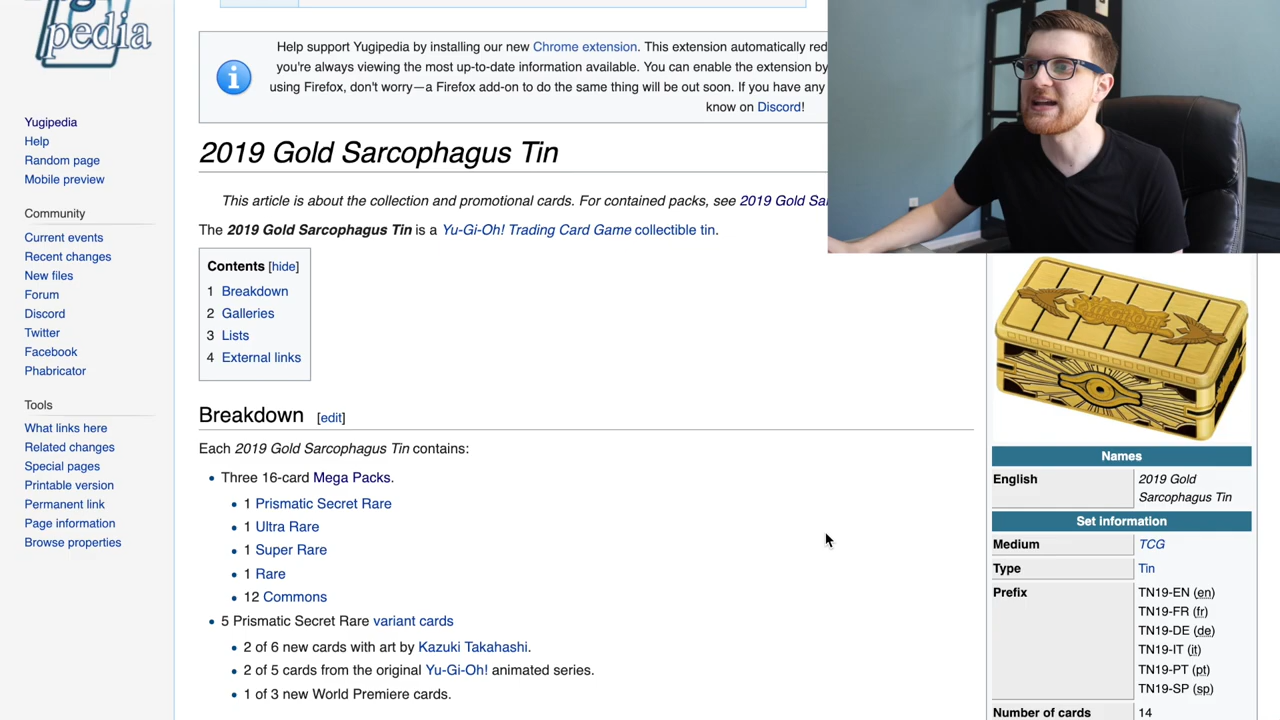 pedia
Help support Yugipedia by installing our new Chrome extension. This extension automatically red
you're always viewing the most up-to-date information available. You can enable the extension by
using Firefox, don't worry—a Firefox add-on to do the same thing will be out soon. If you have any
know on Discord!
Yugipedia
Help
Random page
Mobile preview
Community
Current events
Recent changes
New files
Forum
Discord
Twitter
Facebook
Phabricator
Tools
What links here
Related changes
Special pages
Printable version
Permanent link
Page information
Browse properties
2019 Gold Sarcophagus Tin
This article is about the collection and promotional cards. For contained packs, see 2019 Gold Sa
The 2019 Gold Sarcophagus Tin is a Yu-Gi-Oh! Trading Card Game collectible tin.
Contents [hide]
1 Breakdown
2 Galleries
3 Lists
4 External links
Breakdown [edit]
Each 2019 Gold Sarcophagus Tin contains:
• Three 16-card Mega Packs.
• 1 Prismatic Secret Rare
• 1 Ultra Rare
• 1 Super Rare
• 1 Rare
• 12 Commons
• 5 Prismatic Secret Rare variant cards
• 2 of 6 new cards with art by Kazuki Takahashi.
• 2 of 5 cards from the original Yu-Gi-Oh! animated series.
• 1 of 3 new World Premiere cards.
YU-GI-OH!
Names
English 2019 Gold
Sarcophagus Tin
Set information
Medium TCG
Type Tin
Prefix TN19-EN (en)
TN19-FR (fr)
TN19-DE (de)
TN19-IT (it)
TN19-PT (pt)
TN19-SP (sp)
Number of cards 14